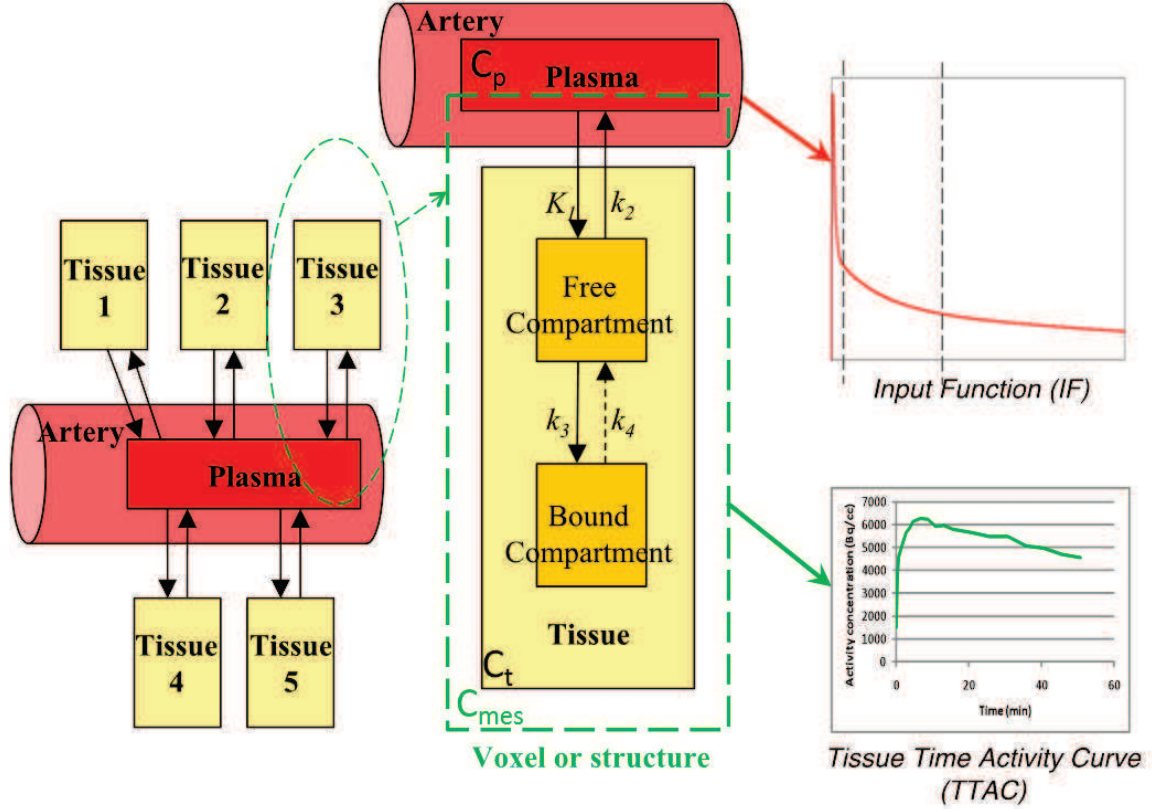 Artery
Cp
Plasma
K1
k2
Free
Compartment
k3
k4
Bound
Compartment
Tissue
Ct
Cmes
Voxel or structure
Tissue
1
Tissue
2
Tissue
3
Artery
Plasma
Tissue
4
Tissue
5
Input Function (IF)
Activity concentration (Bq/cc)
7000
6000
5000
4000
3000
2000
1000
0
0
20
40
60
Time (min)
Tissue Time Activity Curve
(TTAC)